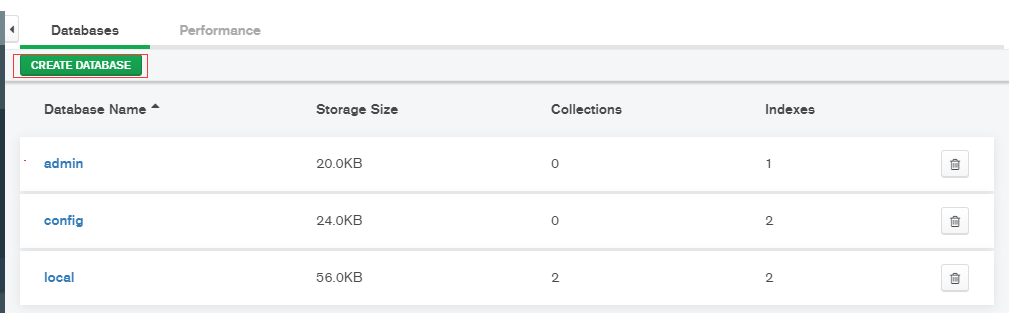 Databases Performance
CREATE DATABASE
Database Name Storage Size Collections Indexes
admin 20.0KB 0 1
config 24.0KB 0 2
local 56.0KB 2 2